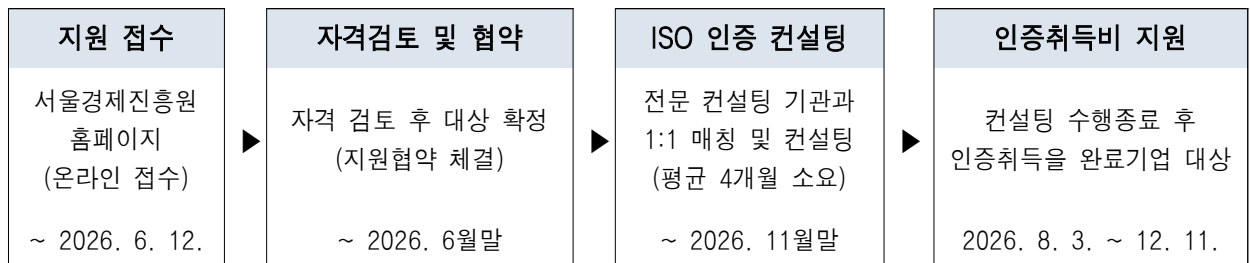 지원 접수
서울경제진흥원
홈페이지
(온라인 접수)
~ 2026. 6. 12.
▶
자격검토 및 협약
자격 검토 후 대상 확정
(지원협약 체결)
~ 2026. 6월말
▶
ISO 인증 컨설팅
전문 컨설팅 기관과
1:1 매칭 및 컨설팅
(평균 4개월 소요)
~ 2026. 11월말
▶
인증취득비 지원
컨설팅 수행종료 후
인증취득을 완료기업 대상
2026. 8. 3. ~ 12. 11.